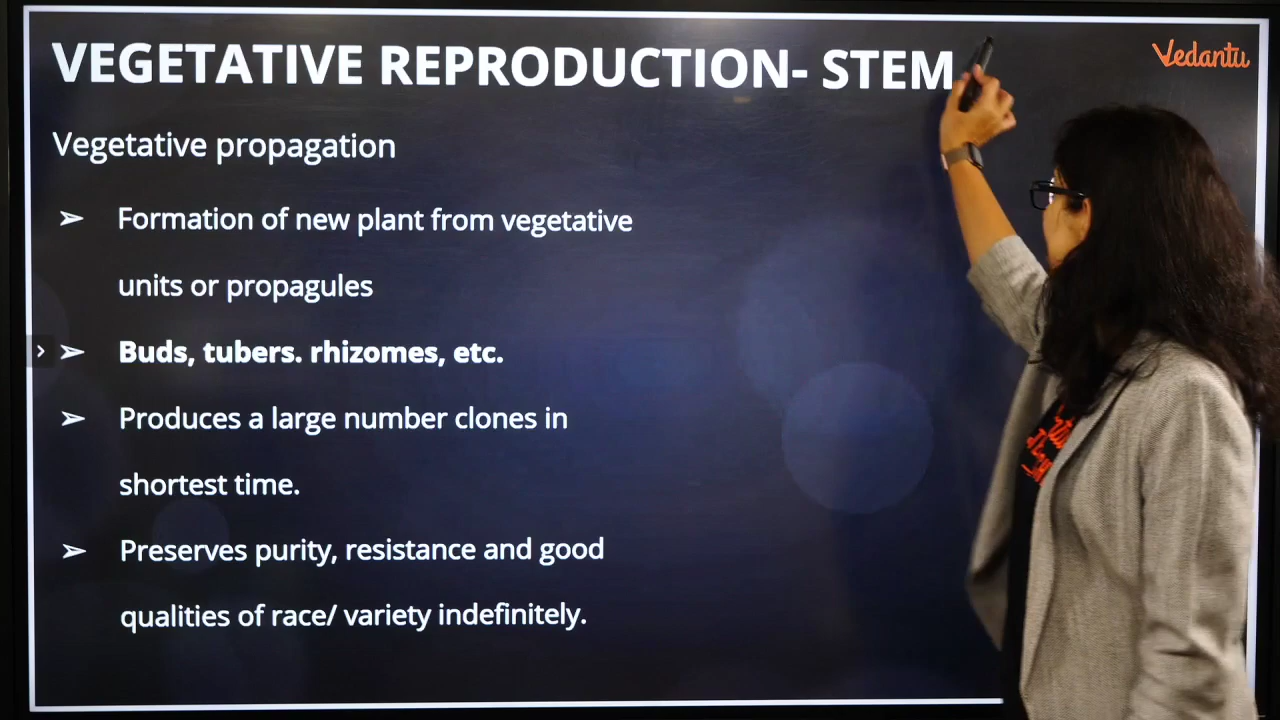 VEGETATIVE REPRODUCTION- STEM
Vedantu
Vegetative propagation
➢ Formation of new plant from vegetative
units or propagules
➢ Buds, tubers. rhizomes, etc.
➢ Produces a large number clones in
shortest time.
➢ Preserves purity, resistance and good
qualities of race/ variety indefinitely.